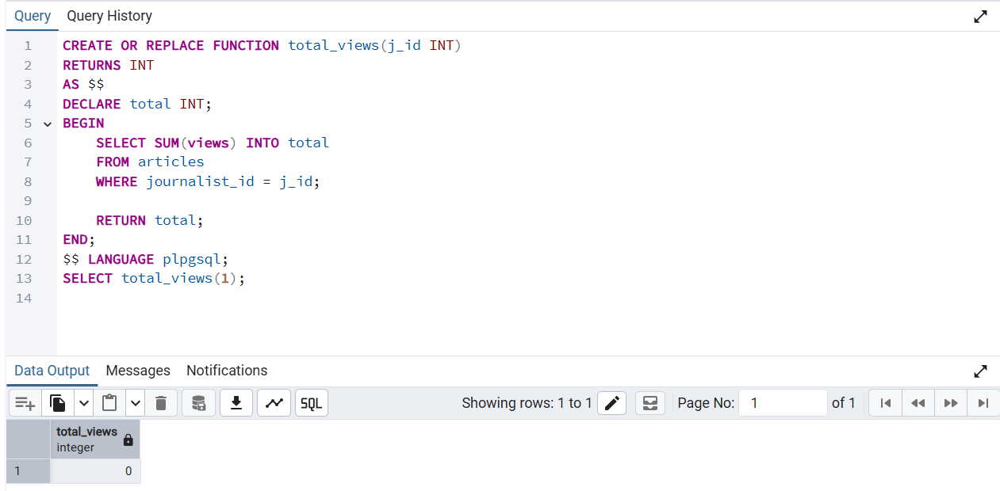 Query Query History
1 CREATE OR REPLACE FUNCTION total_views(j_id INT)
2 RETURNS INT
3 AS $$
4 DECLARE total INT;
5 BEGIN
6     SELECT SUM(views) INTO total
7     FROM articles
8     WHERE journalist_id = j_id;
9
10     RETURN total;
11 END;
12 $$ LANGUAGE plpgsql;
13 SELECT total_views(1);
14
Data Output Messages Notifications
SQL Showing rows: 1 to 1 Page No: 1 of 1
total_views
integer
1 0